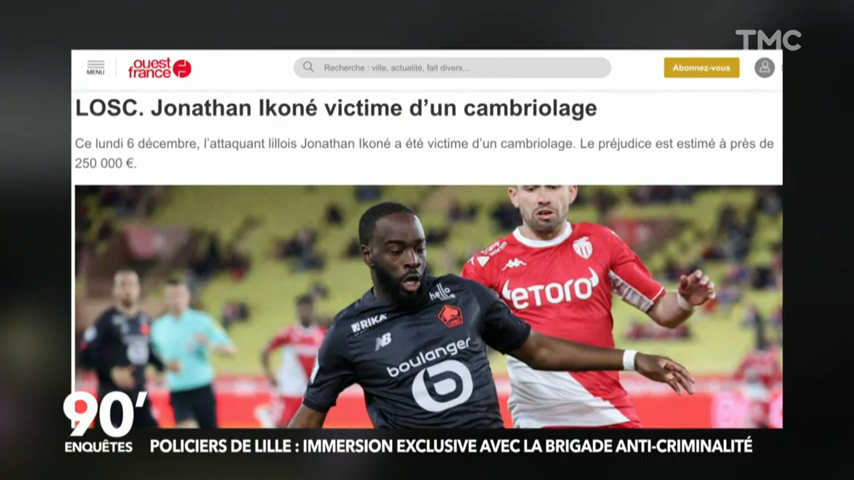 TMC
MENU
ouest
france
Recherche : ville, actualité, fait divers...
Abonnez-vous
LOSC. Jonathan Ikoné victime d'un cambriolage
Ce lundi 6 décembre, l'attaquant lillois Jonathan Ikoné a été victime d'un cambriolage. Le préjudice est estimé à près de
250 000 €.
hello
RIKA
NB
LOSC
boulanger
eTORO
90'
ENQUÊTES
POLICIERS DE LILLE : IMMERSION EXCLUSIVE AVEC LA BRIGADE ANTI-CRIMINALITÉ